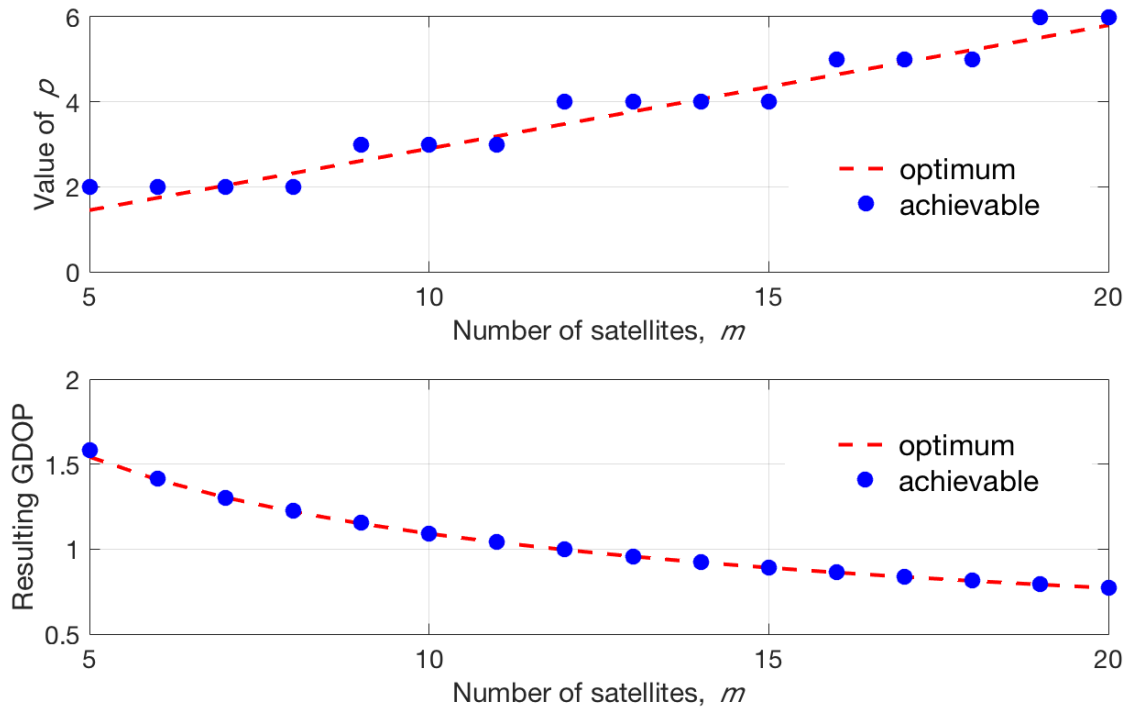 6
4
2
0
Value of p
optimum
achievable
5 10 15 20
Number of satellites, m
2
1.5
1
0.5
Resulting GDOP
optimum
achievable
5 10 15 20
Number of satellites, m